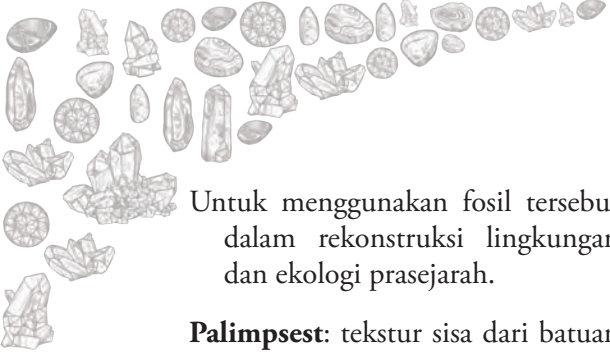 Untuk menggunakan fosil tersebu
dalam rekonstruksi lingkungan
dan ekologi prasejarah.
Palimpsest: tekstur sisa dari batuan